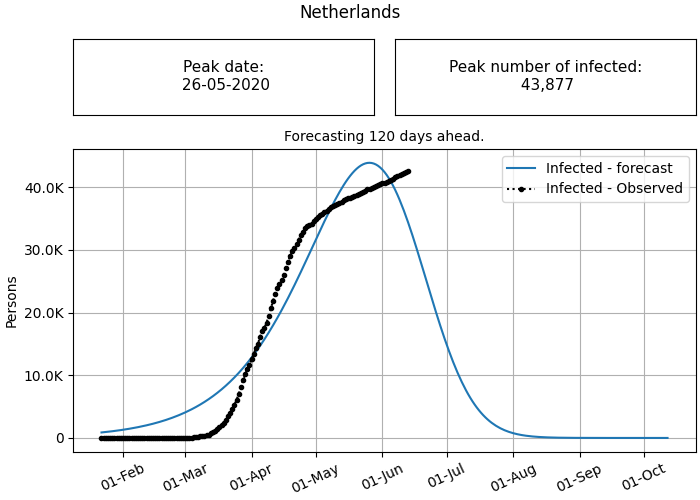 Netherlands
Peak date:
26-05-2020
Peak number of infected:
43,877
Forecasting 120 days ahead.
Infected - forecast
Infected - Observed
Persons
40.0K
30.0K
20.0K
10.0K
0
01-Feb
01-Mar
01-Apr
01-May
01-Jun
01-Jul
01-Aug
01-Sep
01-Oct